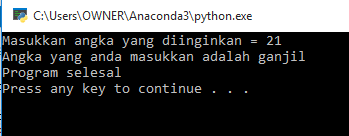 C:\Users\OWNER\Anaconda3\python.exe
Masukkan angka yang diinginkan = 21
Angka yang anda masukkan adalah ganjil
Program selesal
Press any key to continue . . .